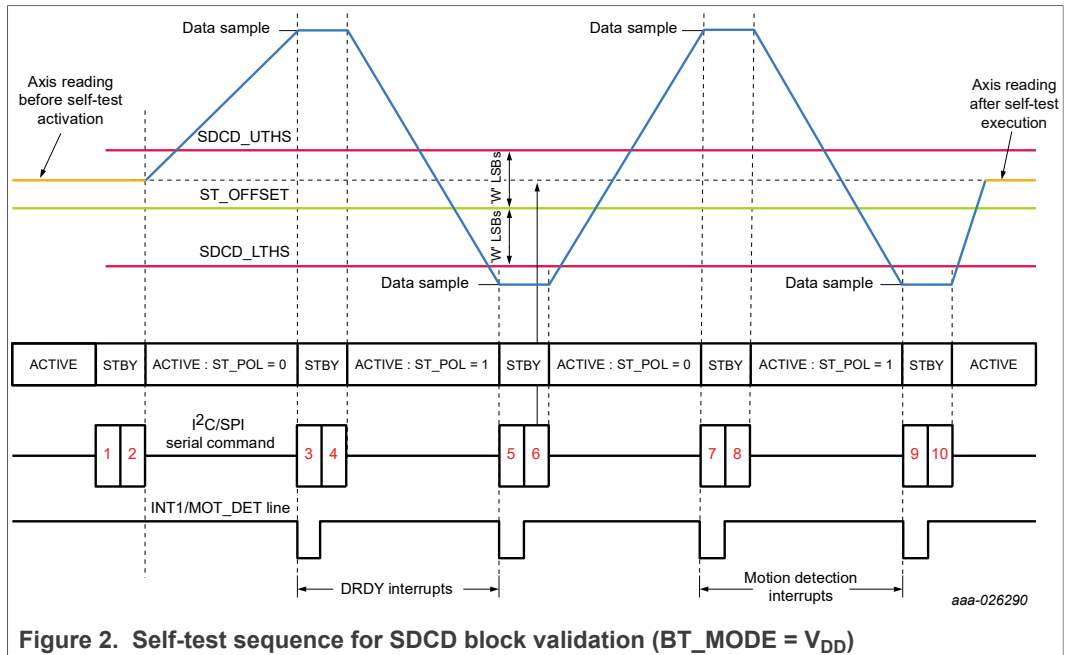 Data sample
Data sample
Axis reading
before self-test
activation
Axis reading
after self-test
execution
SDCD_UTHS
'W' LSBs
ST_OFFSET
'W' LSBs
SDCD_LTHS
Data sample
Data sample
ACTIVE
STBY
ACTIVE : ST_POL = 0
STBY
ACTIVE : ST_POL = 1
STBY
ACTIVE : ST_POL = 0
STBY
ACTIVE : ST_POL = 1
STBY
ACTIVE
I2C/SPI
serial command
1 2
3 4
5 6
7 8
9 10
INT1/MOT_DET line
DRDY interrupts
Motion detection
interrupts
aaa-026290
Figure 2. Self-test sequence for SDCD block validation (BT_MODE = VDD)